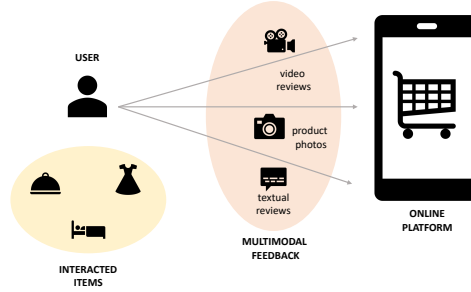 USER
video
reviews
product
photos
textual
reviews
MULTIMODAL
FEEDBACK
INTERACTED
ITEMS
ONLINE
PLATFORM